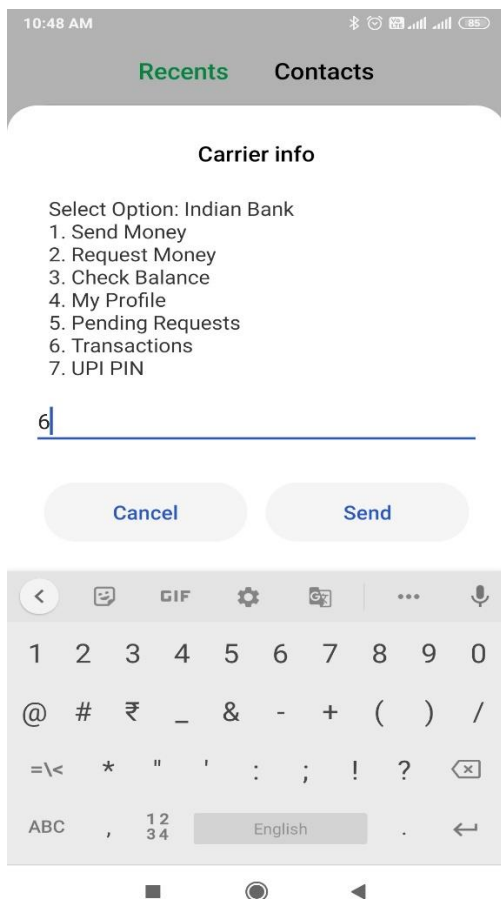 10:48 AM
85
Recents Contacts
Carrier info
Select Option: Indian Bank
1. Send Money
2. Request Money
3. Check Balance
4. My Profile
5. Pending Requests
6. Transactions
7. UPI PIN
6
Cancel Send
GIF
1 2 3 4 5 6 7 8 9 0
@ # ₹ _ & - + ( ) /
=\< * " ' : ; ! ?
ABC , 12 34 English .